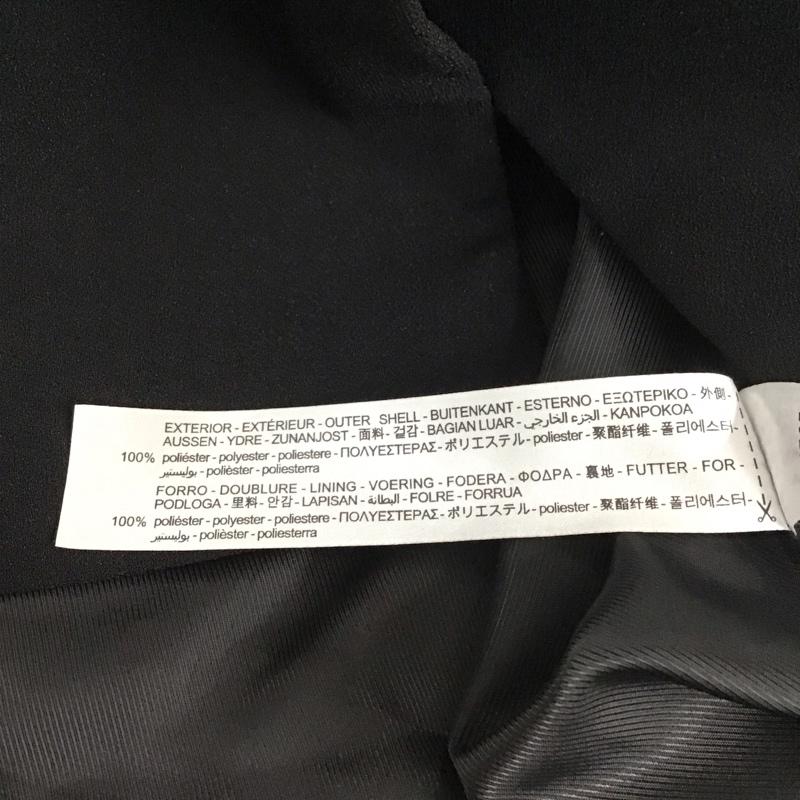 EXTERIOR - EXTÉRIEUR - OUTER SHELL - BUITENKANT - ESTERNO - ΕΞΩΤΕΡΙΚΟ - 外側 -
AUSSEN - YDRE - ZUNANJOST - 面料 - 겉감 - BAGIAN LUAR - الجزء الخارجي - KANPOKOA
100% poliéster - polyester - poliestere - ΠΟΛΥΕΣΤΕΡΑΣ - ポリエステル - poliester - 聚酯纤维 - 폴리에스터 -
بوليستير - polièster - poliesterra
FORRO - DOUBLURE - LINING - VOERING - FODERA - ΦΟΔΡΑ - 裏地 - FUTTER - FOR -
PODLOGA - 里料 - 안감 - LAPISAN - البطانة - FOLRE - FORRUA
100% poliéster - polyester - poliestere - ΠΟΛΥΕΣΤΕΡΑΣ - ポリエステル - poliester - 聚酯纤维 - 폴리에스터 -
بوليستير - polièster - poliesterra